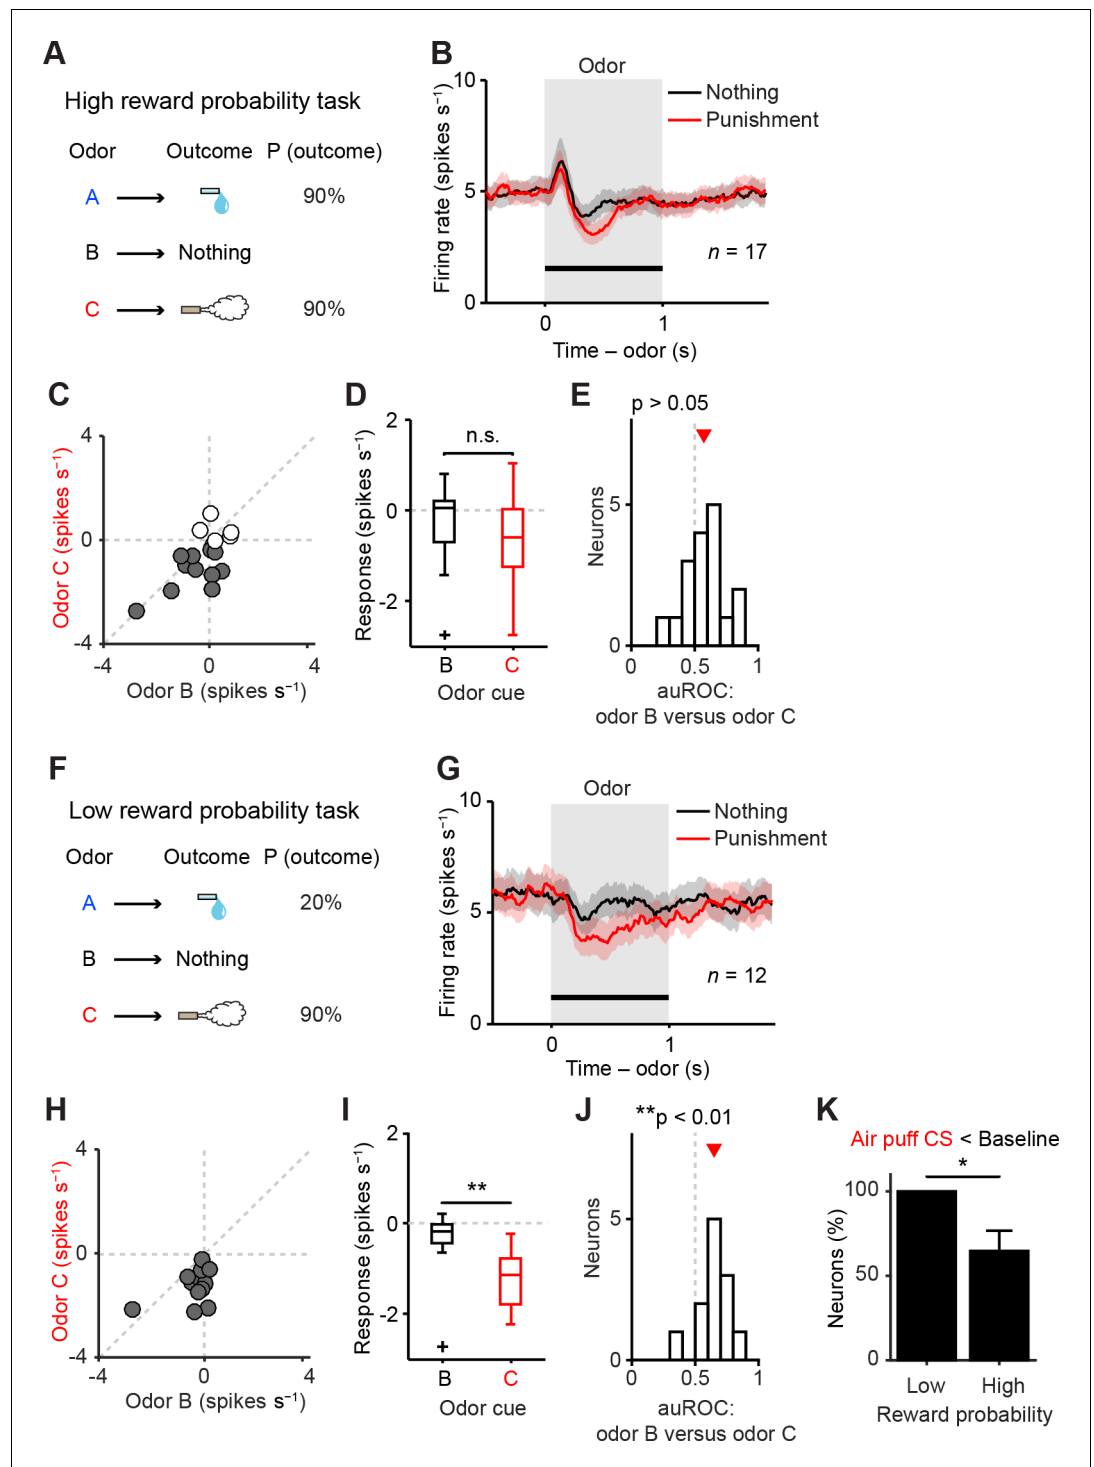 A
High reward probability task
Odor Outcome P (outcome)
A 90%
B Nothing
C 90%
B
Odor
Nothing
Punishment
Firing rate (spikes s⁻¹)
10
5
0
n = 17
0 1
Time – odor (s)
C
Odor C (spikes s⁻¹)
4
0
-4
-4 0 4
Odor B (spikes s⁻¹)
D
Response (spikes s⁻¹)
2
0
-2
n.s.
B C
Odor cue
E
p > 0.05
Neurons
5
0
0 0.5 1
auROC:
odor B versus odor C
F
Low reward probability task
Odor Outcome P (outcome)
A 20%
B Nothing
C 90%
G
Odor
Nothing
Punishment
Firing rate (spikes s⁻¹)
10
5
0
n = 12
0 1
Time – odor (s)
H
Odor C (spikes s⁻¹)
4
0
-4
-4 0 4
Odor B (spikes s⁻¹)
I
Response (spikes s⁻¹)
2
0
-2
**
B C
Odor cue
J
**p < 0.01
Neurons
5
0
0 0.5 1
auROC:
odor B versus odor C
K
Air puff CS < Baseline
*
Neurons (%)
100
50
0
Low High
Reward probability